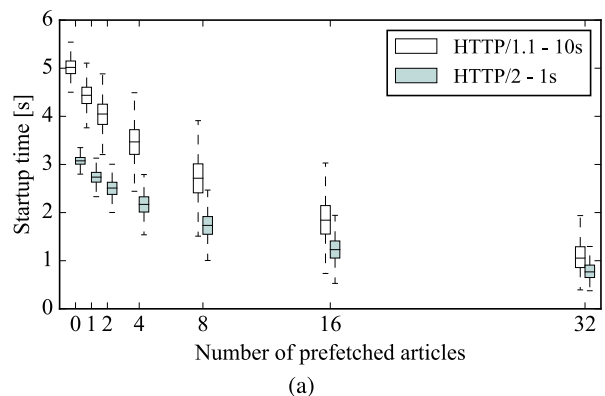 6
5
4
3
2
1
0
Startup time [s]
HTTP/1.1 - 10s
HTTP/2 - 1s
0 1 2 4 8 16 32
Number of prefetched articles
(a)